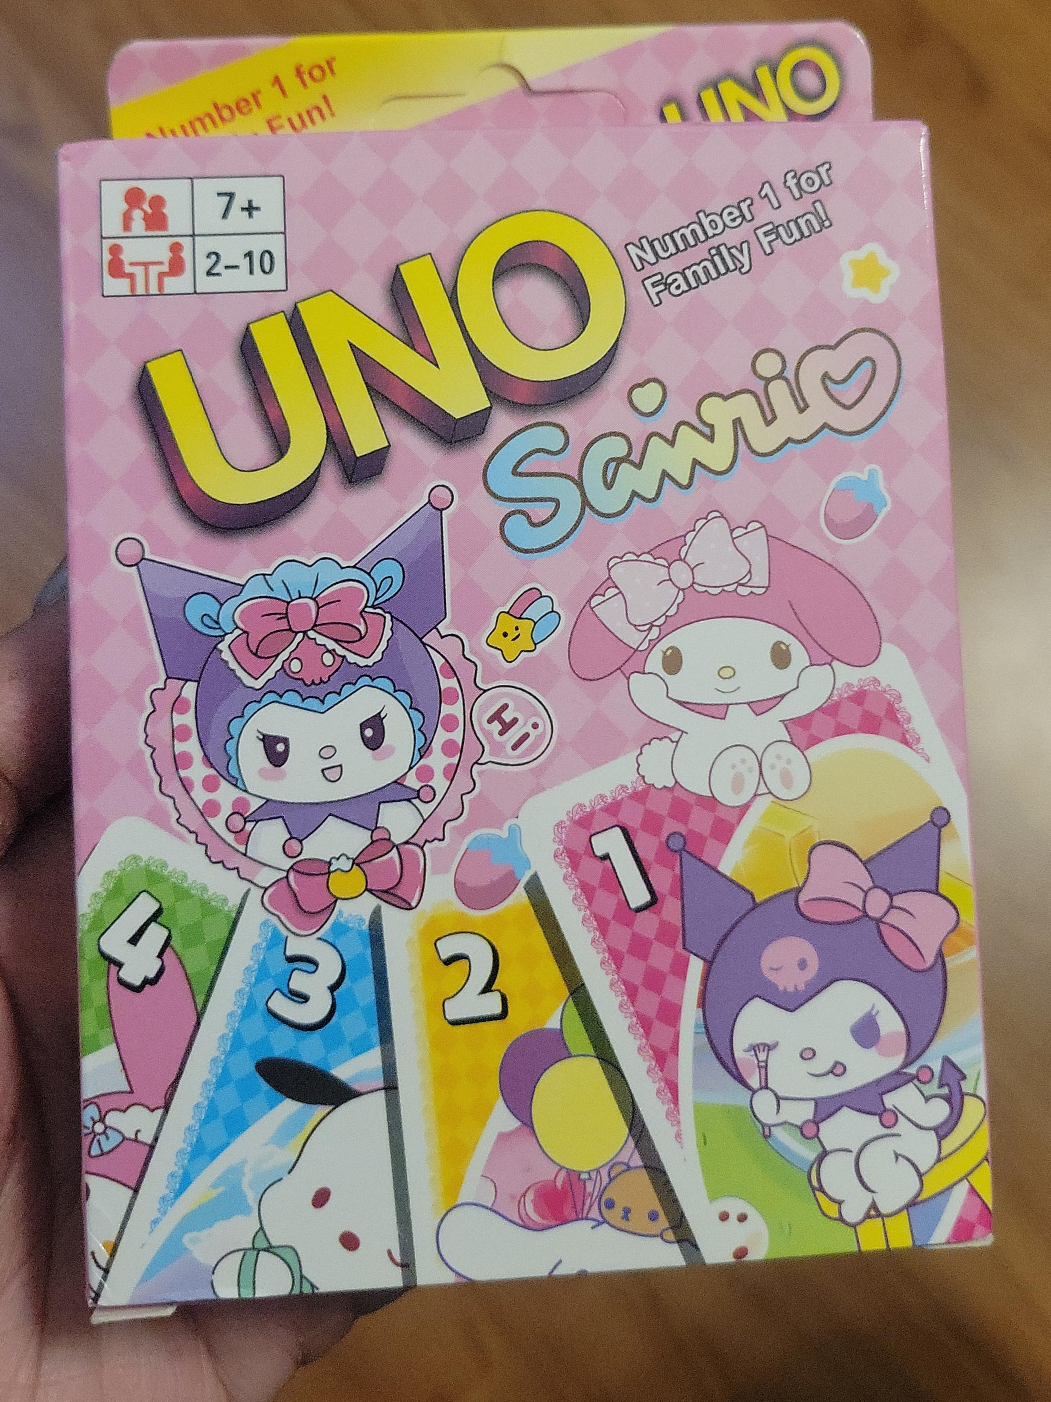 Number 1 for
Fun!
UNO
7+
2-10
UNO
Number 1 for
Family Fun!
Sanrio
Hi!
4
3
2
1